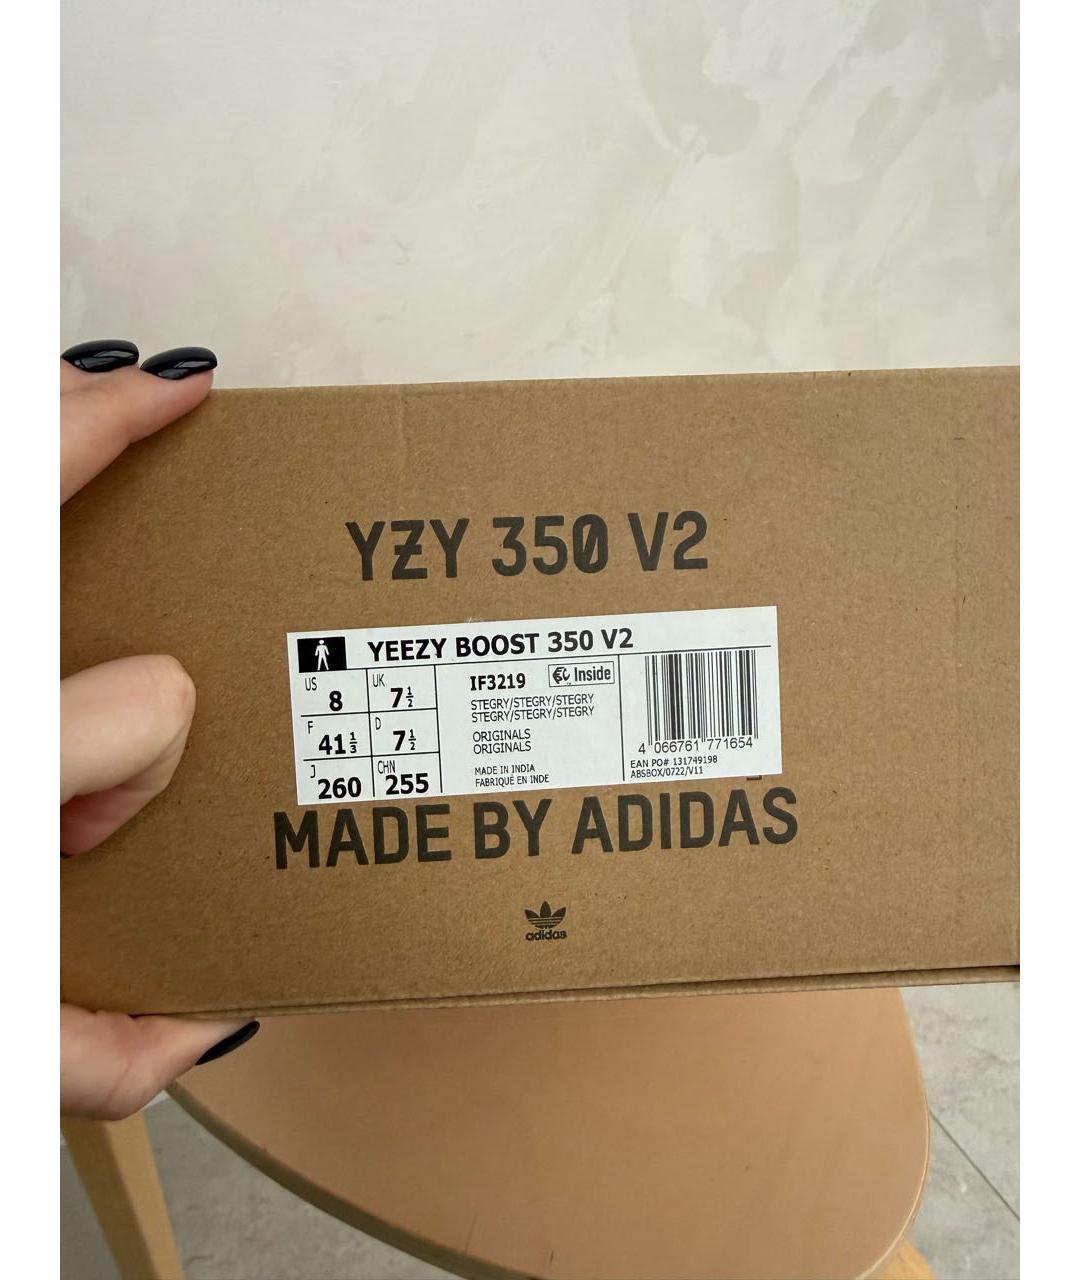 YZY 350 V2
YEEZY BOOST 350 V2
US 8 UK 7½
F 41⅓ D 7½
J 260 CHN 255
IF3219 Inside
STEGRY/STEGRY/STEGRY
STEGRY/STEGRY/STEGRY
ORIGINALS
ORIGINALS
MADE IN INDIA
FABRIQUÉ EN INDE
4 066761 771654
EAN PO# 131749198
ABSBOX/0722/V11
MADE BY ADIDAS
adidas